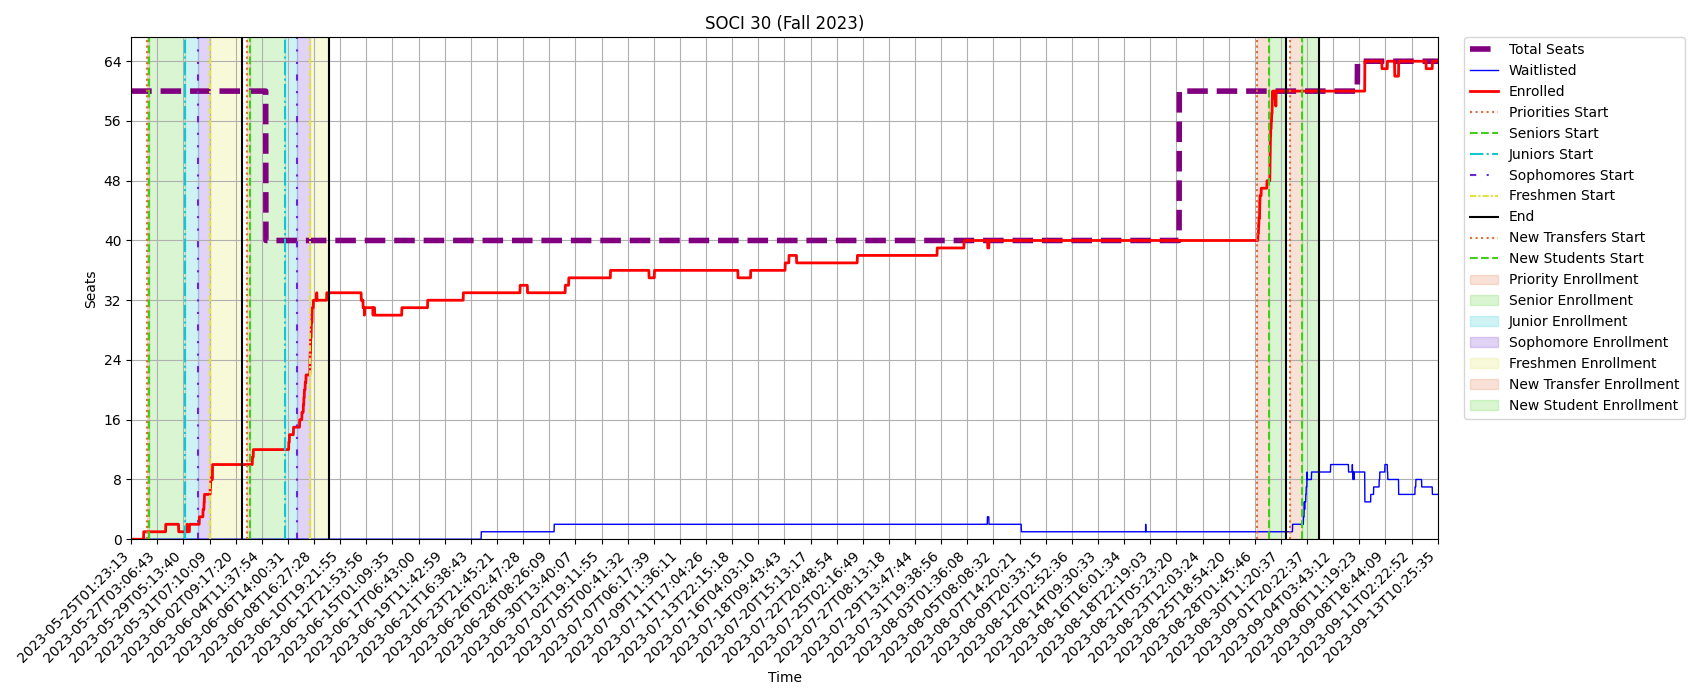 SOCI 30 (Fall 2023)
Seats
64
56
48
40
32
24
16
8
0
2023-05-25T01:23:13
2023-05-27T03:06:43
2023-05-29T05:13:40
2023-05-31T07:10:09
2023-06-02T09:17:20
2023-06-04T11:37:54
2023-06-06T14:00:31
2023-06-08T16:27:28
2023-06-10T19:21:55
2023-06-12T21:53:56
2023-06-15T01:09:35
2023-06-17T06:43:00
2023-06-19T11:42:59
2023-06-21T16:38:43
2023-06-23T21:45:21
2023-06-26T02:47:28
2023-06-28T08:26:09
2023-06-30T13:40:07
2023-07-02T19:11:55
2023-07-05T00:41:32
2023-07-07T06:17:39
2023-07-09T11:36:11
2023-07-11T17:04:26
2023-07-13T22:15:18
2023-07-16T04:03:10
2023-07-18T09:43:43
2023-07-20T15:13:17
2023-07-22T20:48:54
2023-07-25T02:16:49
2023-07-27T08:13:18
2023-07-29T13:47:44
2023-07-31T19:38:56
2023-08-03T01:36:08
2023-08-05T08:08:32
2023-08-07T14:20:21
2023-08-09T20:33:15
2023-08-12T02:52:36
2023-08-14T09:30:33
2023-08-16T16:01:34
2023-08-18T22:19:03
2023-08-21T05:23:20
2023-08-23T12:03:24
2023-08-25T18:54:20
2023-08-28T01:45:46
2023-08-30T11:20:37
2023-09-01T20:22:37
2023-09-04T03:43:12
2023-09-06T11:19:23
2023-09-08T18:44:09
2023-09-11T02:22:52
2023-09-13T10:25:35
Time
Total Seats
Waitlisted
Enrolled
Priorities Start
Seniors Start
Juniors Start
Sophomores Start
Freshmen Start
End
New Transfers Start
New Students Start
Priority Enrollment
Senior Enrollment
Junior Enrollment
Sophomore Enrollment
Freshmen Enrollment
New Transfer Enrollment
New Student Enrollment